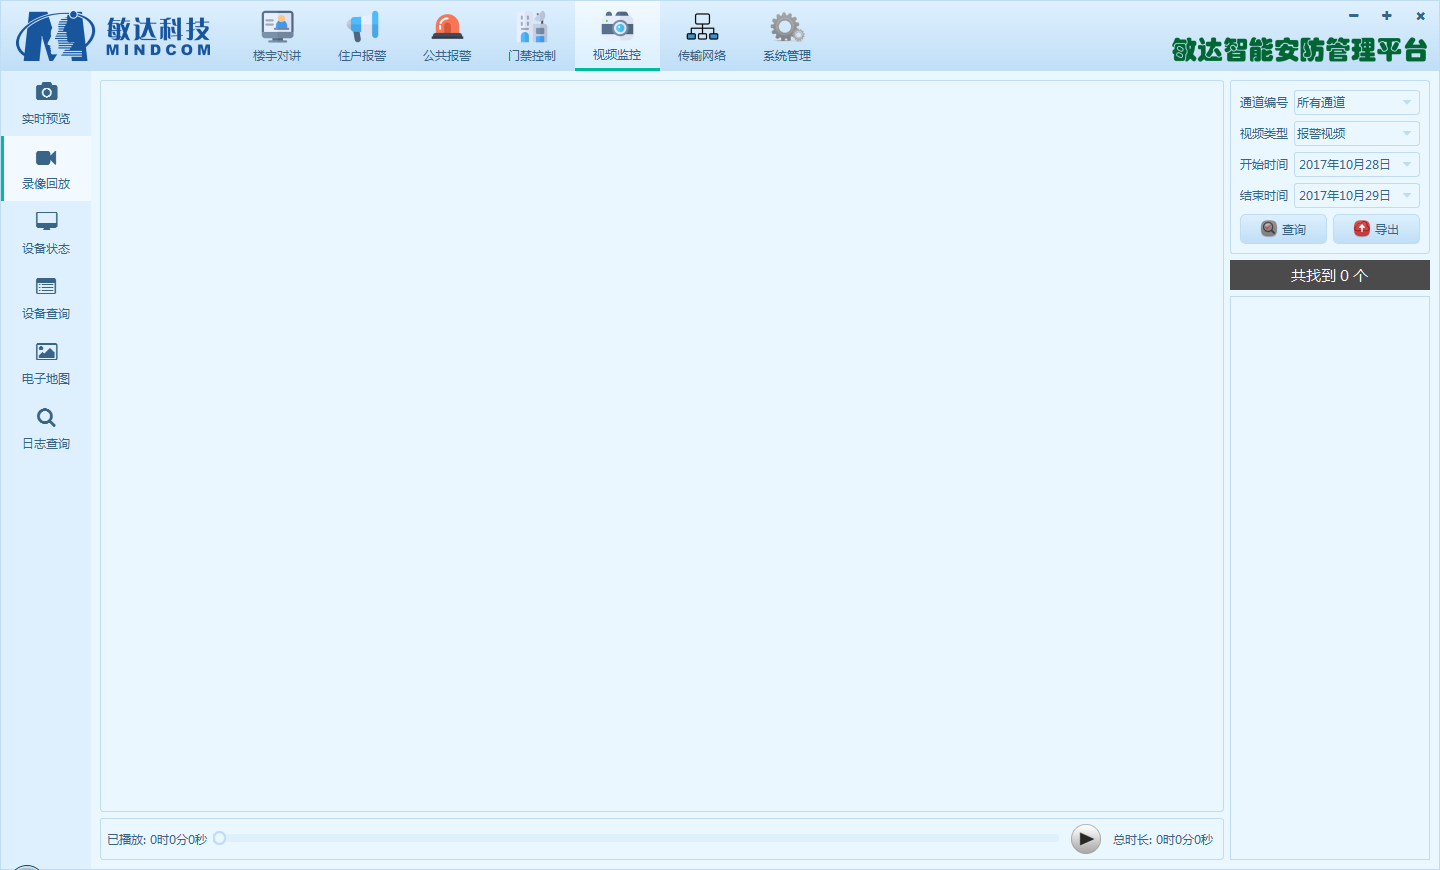 敏达科技
MINDCOM
楼宇对讲
住户报警
公共报警
门禁控制
视频监控
传输网络
系统管理
敏达智能安防管理平台
实时预览
录像回放
设备状态
设备查询
电子地图
日志查询
通道编号 所有通道
视频类型 报警视频
开始时间 2017年10月28日
结束时间 2017年10月29日
查询 导出
共找到 0 个
已播放: 0时0分0秒
总时长: 0时0分0秒